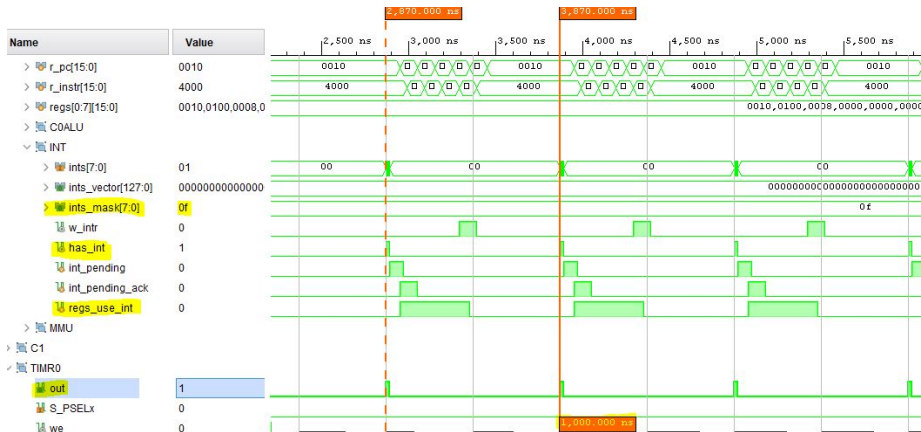 2,870.000 ns 3,870.000 ns
Name Value 2,500 ns 3,000 ns 3,500 ns 4,000 ns 4,500 ns 5,000 ns 5,500 ns
r_pc[15:0] 0010 0010 0010 0010 0010
r_instr[15:0] 4000 4000 4000 4000 4000
regs[0:7][15:0] 0010,0100,0008,0 0010,0100,0008,0000,0000,0000
C0ALU
INT
ints[7:0] 01 00 00 00 00
ints_vector[127:0] 00000000000000
ints_mask[7:0] 0f 0f
w_intr 0
has_int 1
int_pending 0
int_pending_ack 0
regs_use_int 0
MMU
C1
TIMR0
out 1
S_PSELx 0
we 0 1,000.000 ns